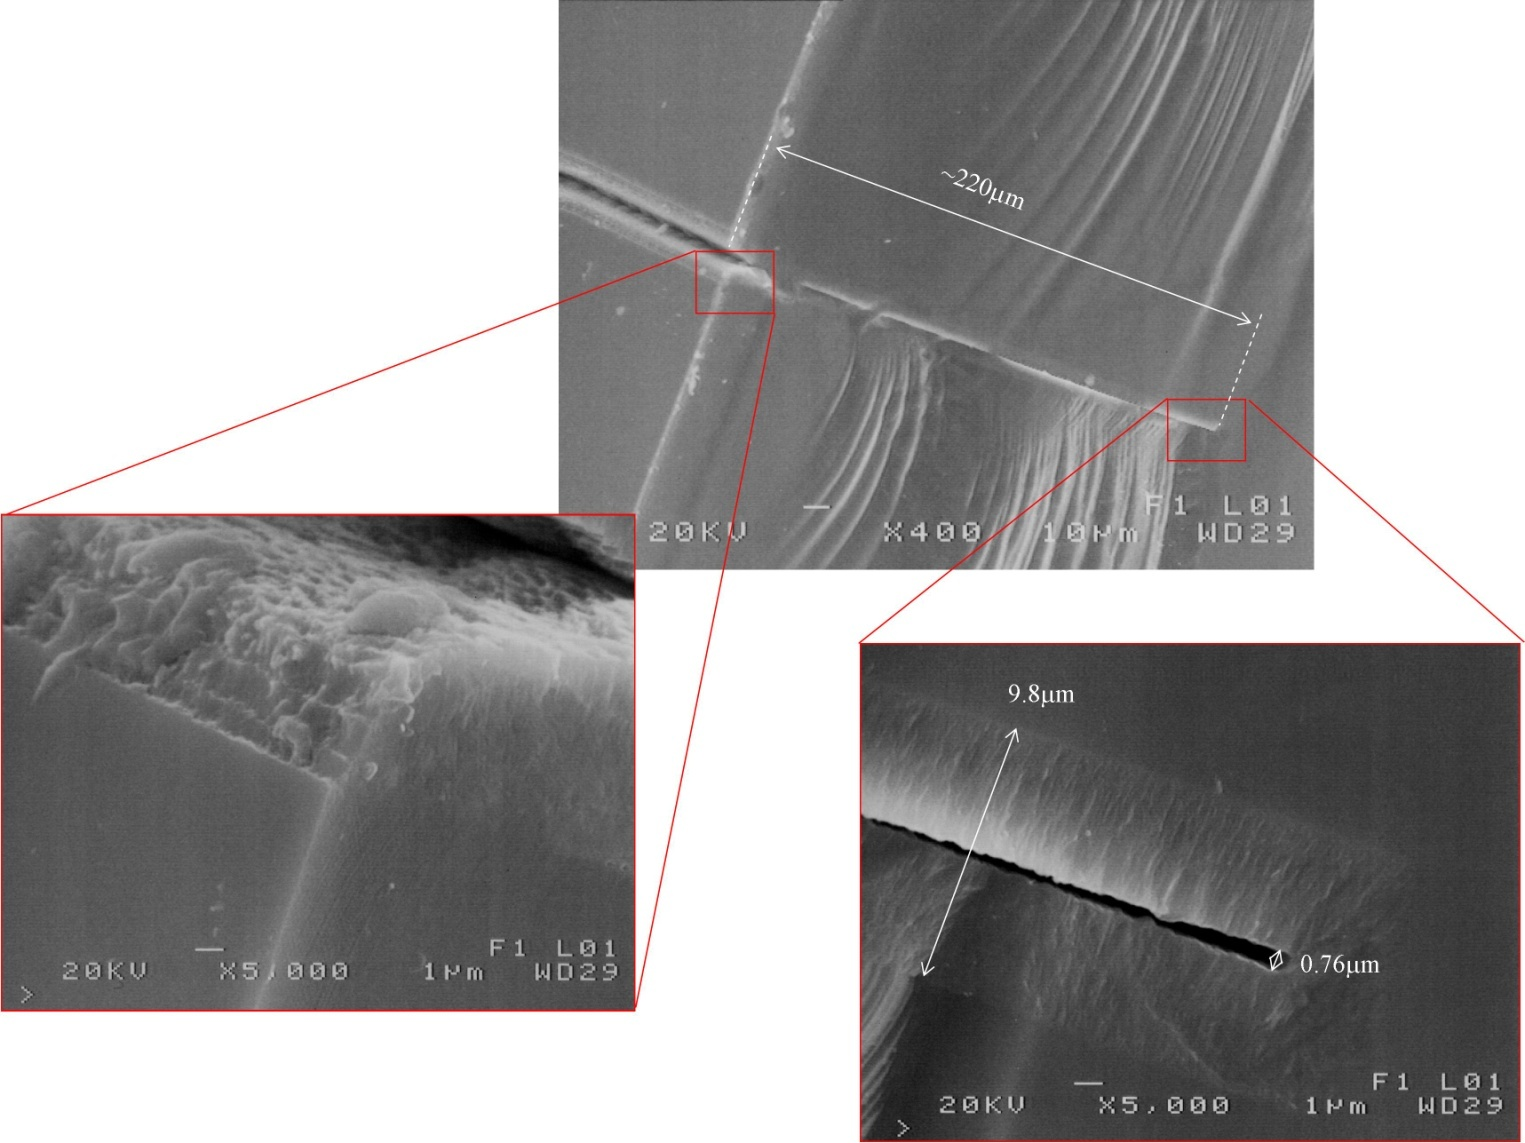 ~220μm
F1 L01
20KV X400 10μm WD29
F1 L01
20KV X5,000 1μm WD29
>
9.8μm
0.76μm
F1 L01
20KV X5,000 1μm WD29
>